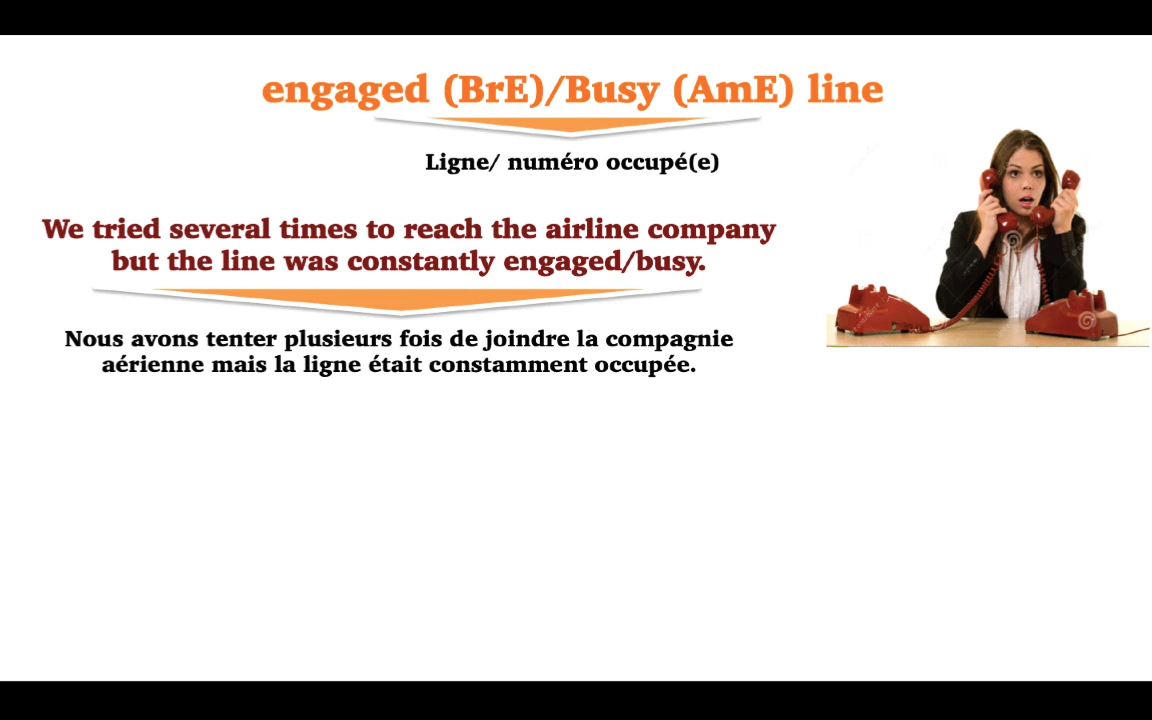 engaged (BrE)/Busy (AmE) line
Ligne/ numéro occupé(e)
We tried several times to reach the airline company
but the line was constantly engaged/busy.
Nous avons tenter plusieurs fois de joindre la compagnie
aérienne mais la ligne était constamment occupée.